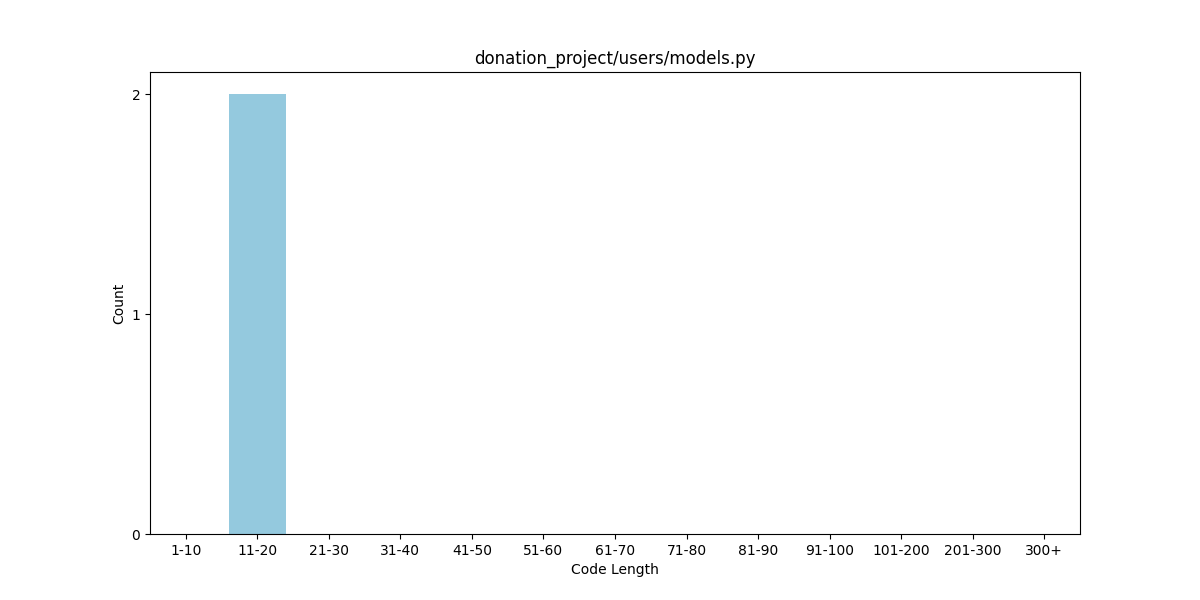 donation_project/users/models.py
Count
2
1
0
1-10 11-20 21-30 31-40 41-50 51-60 61-70 71-80 81-90 91-100 101-200 201-300 300+
Code Length